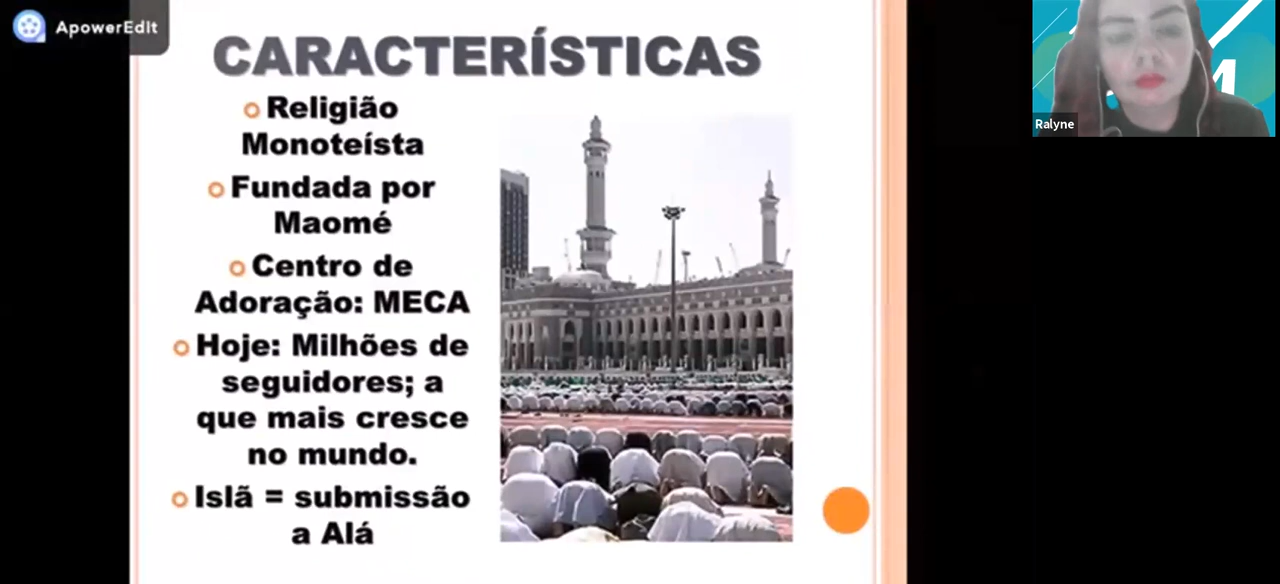 ApowerEdit
CARACTERÍSTICAS
Religião
Monoteísta
Fundada por
Maomé
Centro de
Adoração: MECA
Hoje: Milhões de
seguidores; a
que mais cresce
no mundo.
Islã = submissão
a Alá
Ralyne